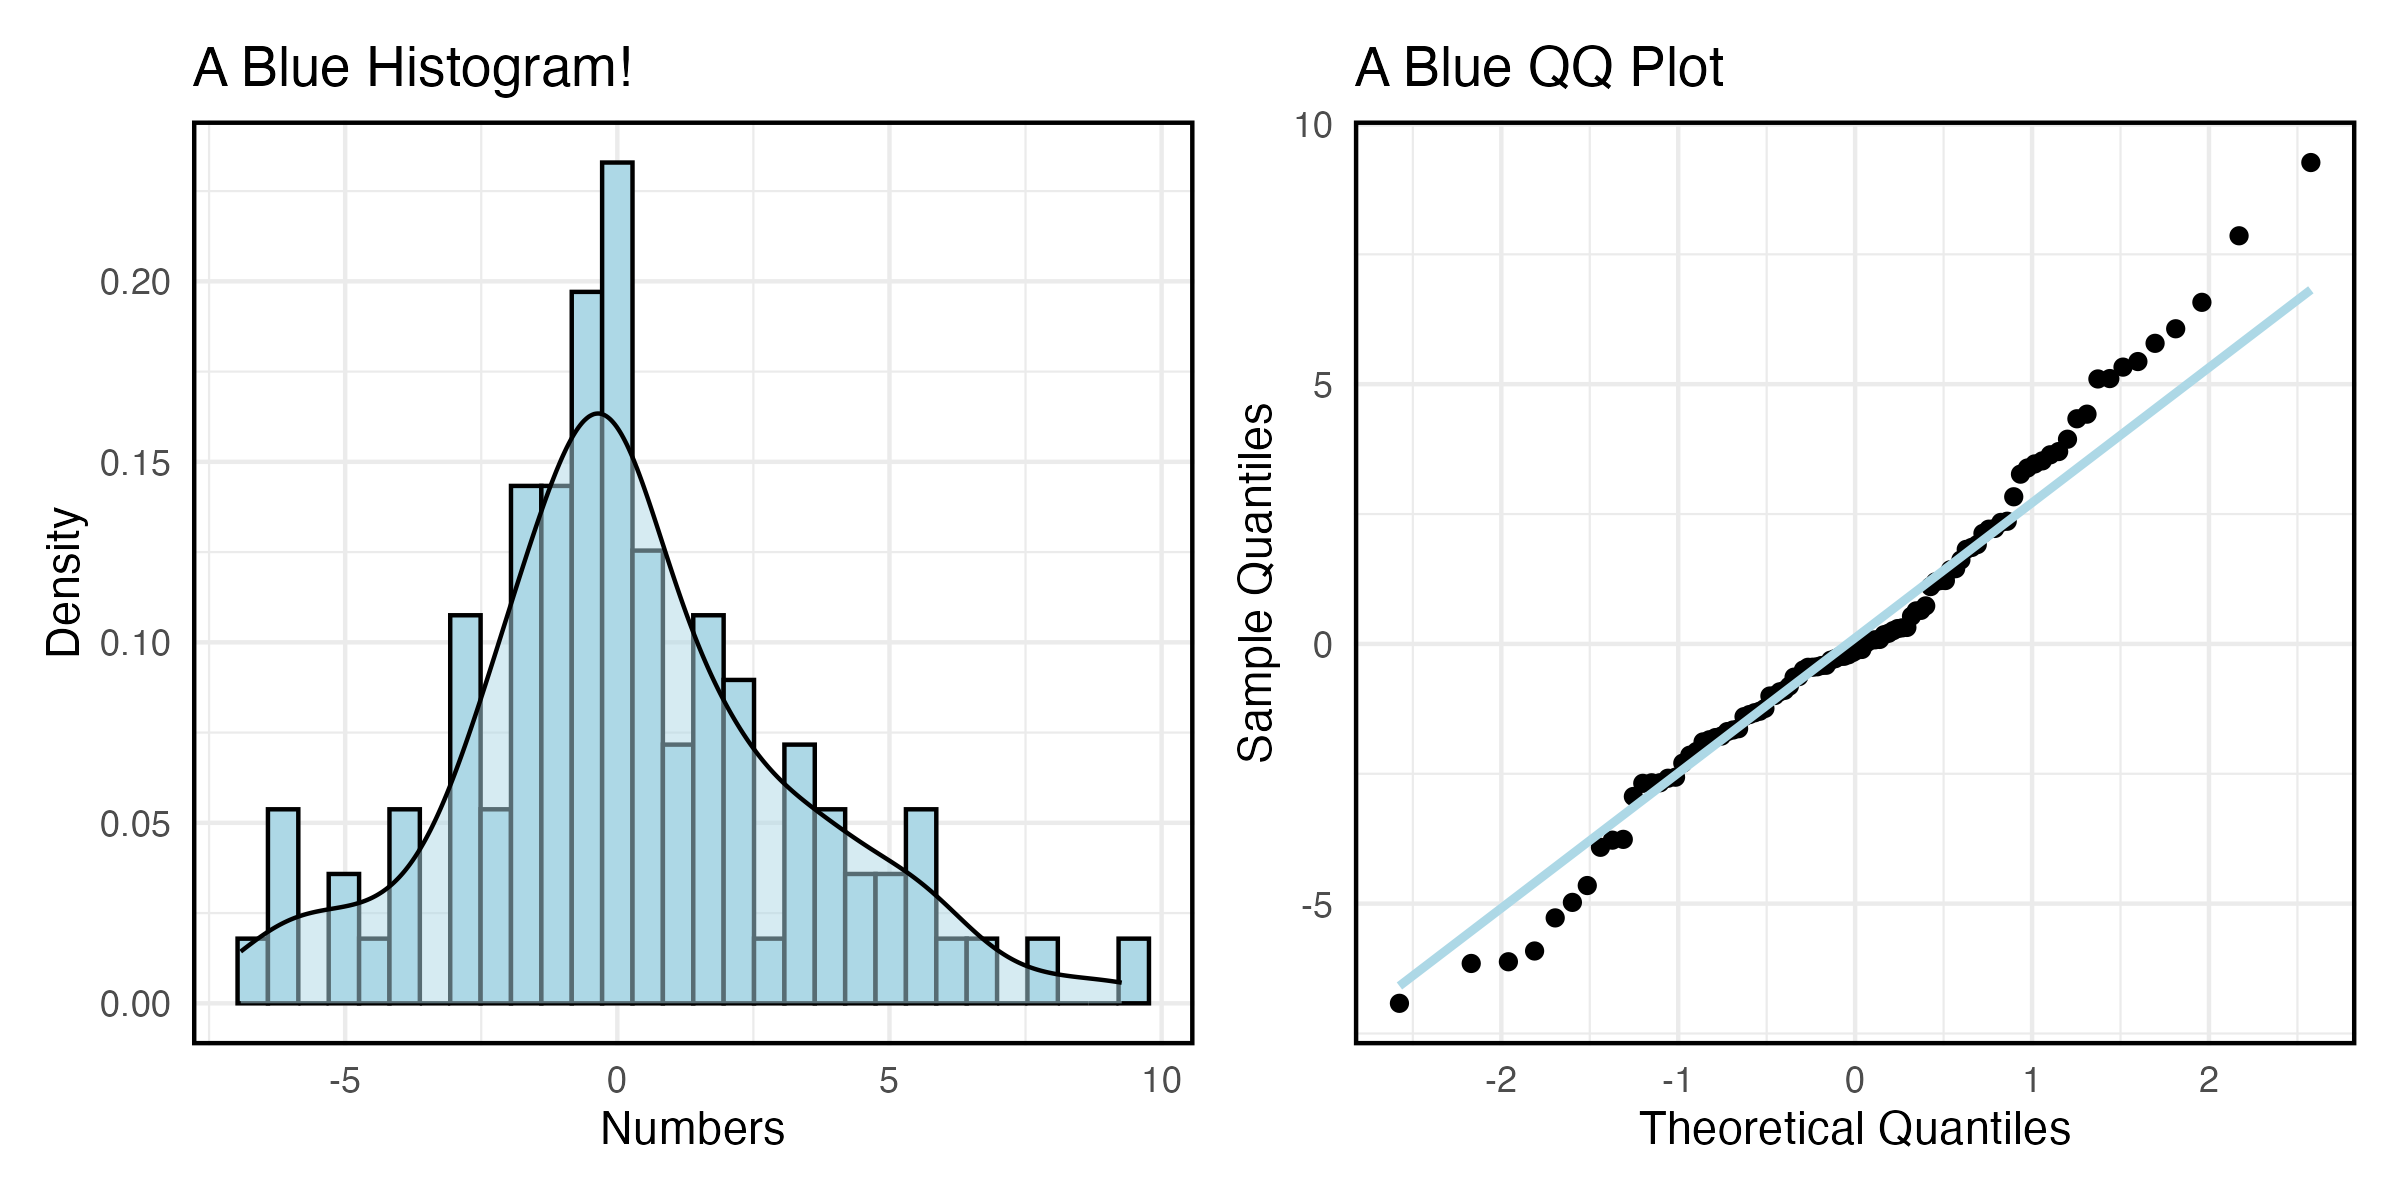 A Blue Histogram!
Density
0.20
0.15
0.10
0.05
0.00
-5 0 5 10
Numbers
A Blue QQ Plot
Sample Quantiles
10
5
0
-5
-2 -1 0 1 2
Theoretical Quantiles